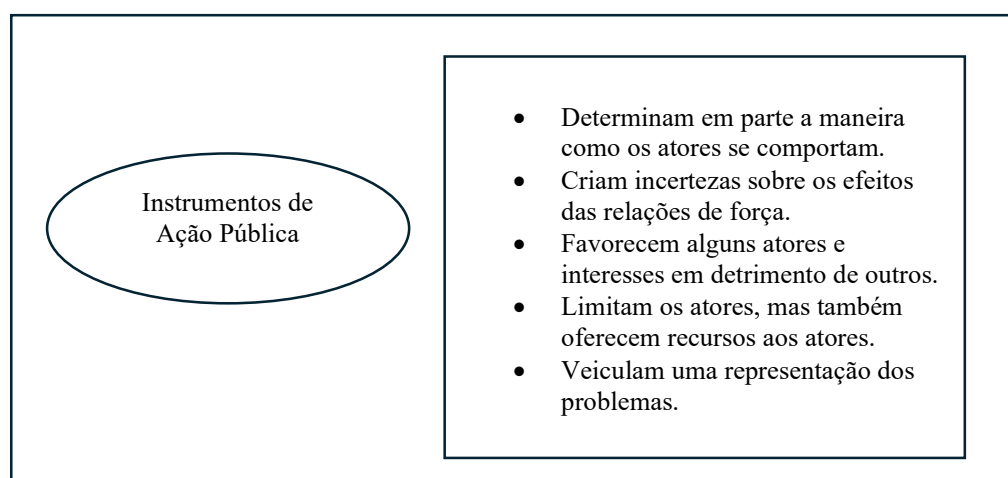 Instrumentos de
Ação Pública
• Determinam em parte a maneira
como os atores se comportam.
• Criam incertezas sobre os efeitos
das relações de força.
• Favorecem alguns atores e
interesses em detrimento de outros.
• Limitam os atores, mas também
oferecem recursos aos atores.
• Veiculam uma representação dos
problemas.